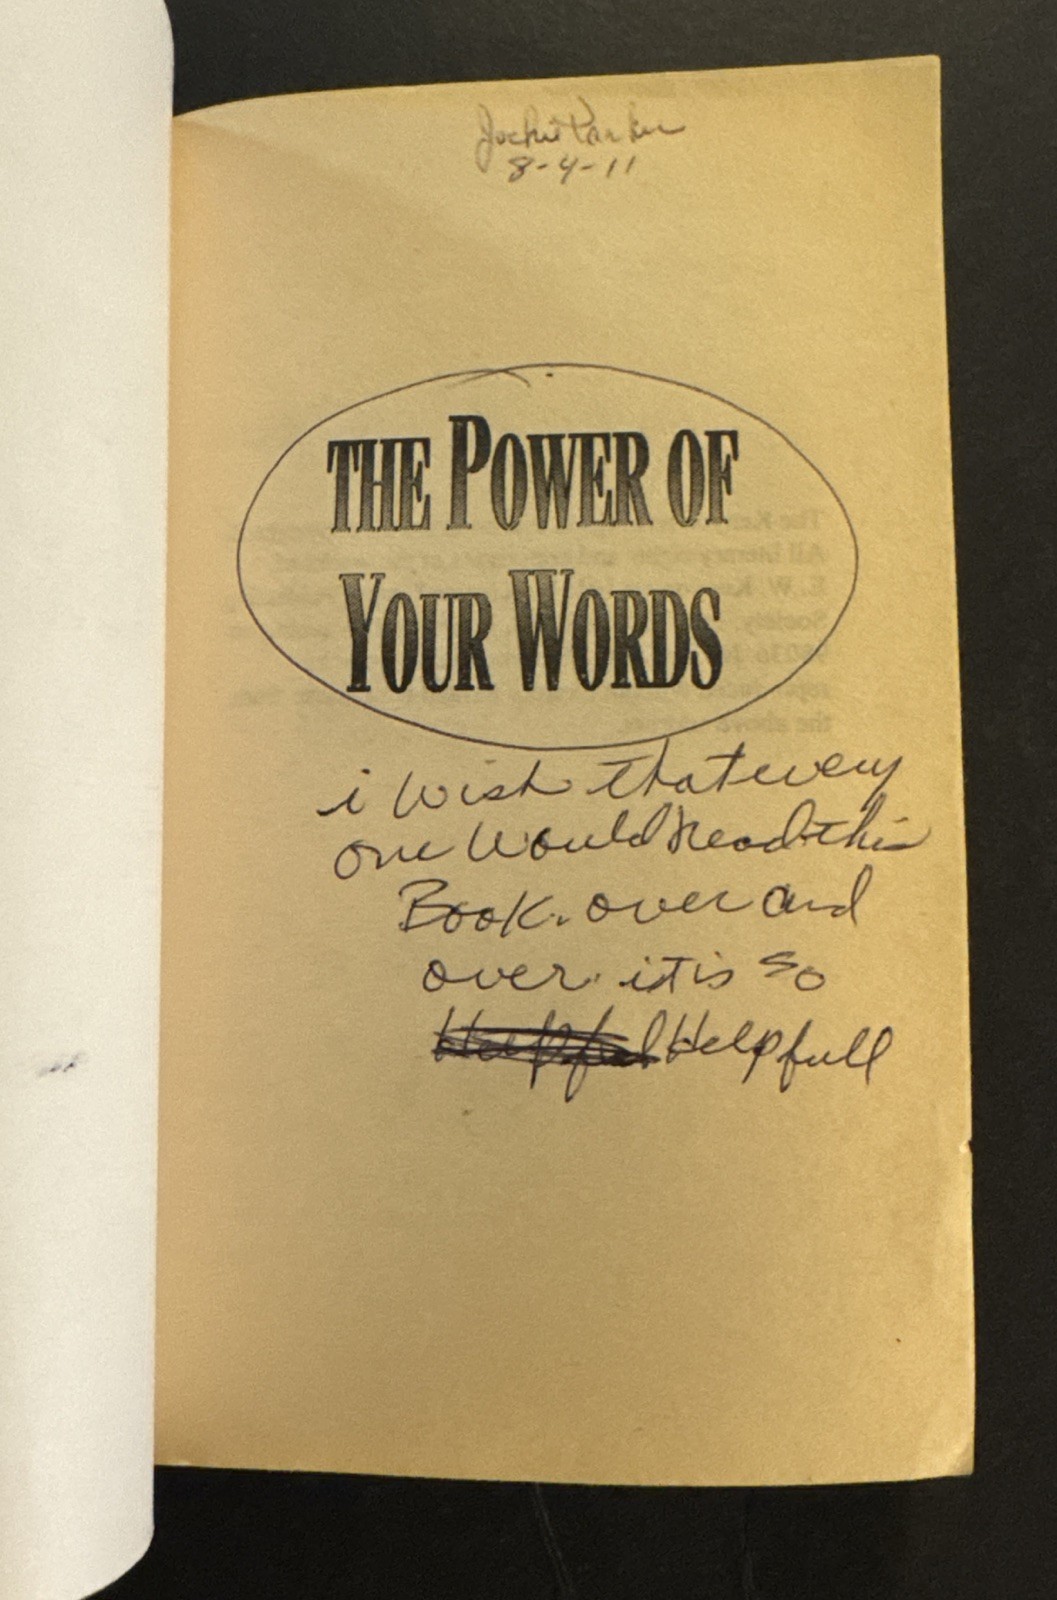 Jackie Parker
8-4-11
THE POWER OF
YOUR WORDS
i wish that every
one would Read this
Book. over and
over. it is so
Helpfull